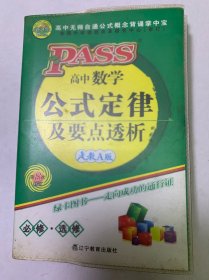 高中无师自通公式概念背诵掌中宝
PASS
高中数学
公式定律
及要点透析
人教A版
绿卡图书——走向成功的通行证
必修·选修
辽宁教育出版社